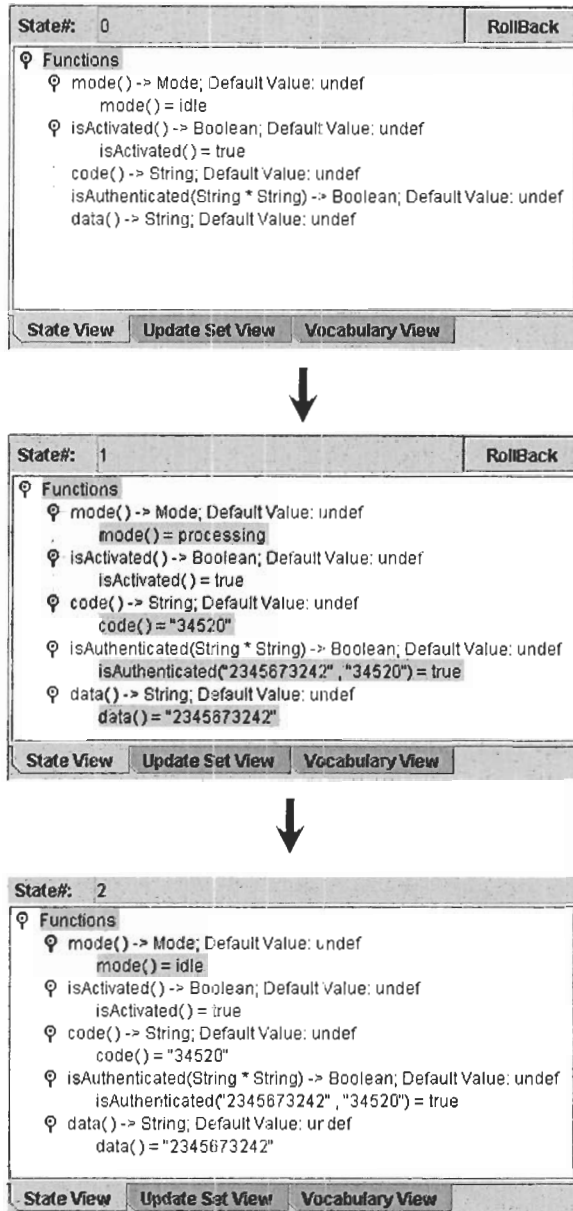 State#: 0 RollBack
Functions
mode() -> Mode; Default Value: undef
mode() = idle
isActivated() -> Boolean; Default Value: undef
isActivated() = true
code() -> String; Default Value: undef
isAuthenticated(String * String) -> Boolean; Default Value: undef
data() -> String; Default Value: undef
State View Update Set View Vocabulary View
State#: 1 RollBack
Functions
mode() -> Mode; Default Value: undef
mode() = processing
isActivated() -> Boolean; Default Value: undef
isActivated() = true
code() -> String; Default Value: undef
code() = "34520"
isAuthenticated(String * String) -> Boolean; Default Value: undef
isAuthenticated("2345673242" , "34520") = true
data() -> String; Default Value: undef
data() = "2345673242"
State View Update Set View Vocabulary View
State#: 2
Functions
mode() -> Mode; Default Value: undef
mode() = idle
isActivated() -> Boolean; Default Value: undef
isActivated() = true
code() -> String; Default Value: undef
code() = "34520"
isAuthenticated(String * String) -> Boolean; Default Value: undef
isAuthenticated("2345673242" , "34520") = true
data() -> String; Default Value: undef
data() = "2345673242"
State View Update Set View Vocabulary View